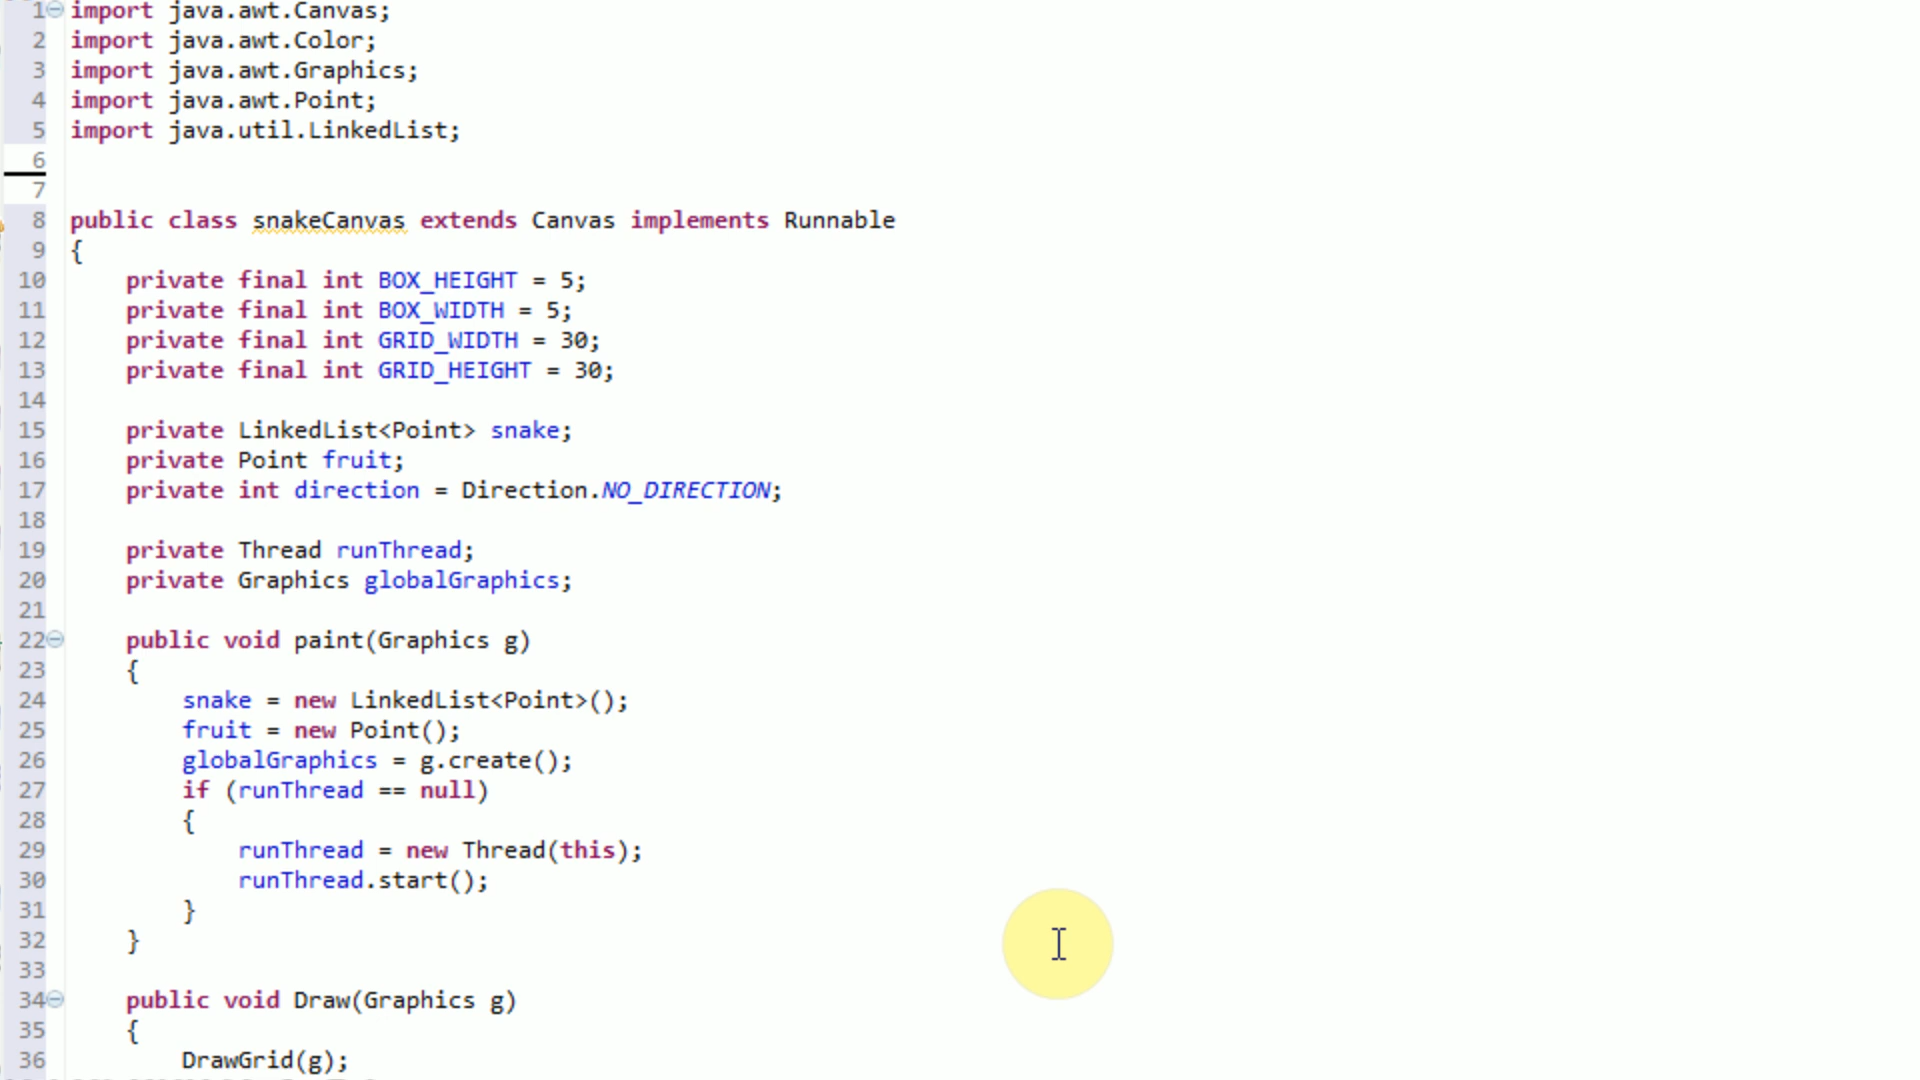 1 import java.awt.Canvas;
2 import java.awt.Color;
3 import java.awt.Graphics;
4 import java.awt.Point;
5 import java.util.LinkedList;
6
7
8 public class snakeCanvas extends Canvas implements Runnable
9 {
10 private final int BOX_HEIGHT = 5;
11 private final int BOX_WIDTH = 5;
12 private final int GRID_WIDTH = 30;
13 private final int GRID_HEIGHT = 30;
14
15 private LinkedList<Point> snake;
16 private Point fruit;
17 private int direction = Direction.NO_DIRECTION;
18
19 private Thread runThread;
20 private Graphics globalGraphics;
21
22 public void paint(Graphics g)
23 {
24 snake = new LinkedList<Point>();
25 fruit = new Point();
26 globalGraphics = g.create();
27 if (runThread == null)
28 {
29 runThread = new Thread(this);
30 runThread.start();
31 }
32 }
33
34 public void Draw(Graphics g)
35 {
36 DrawGrid(g);